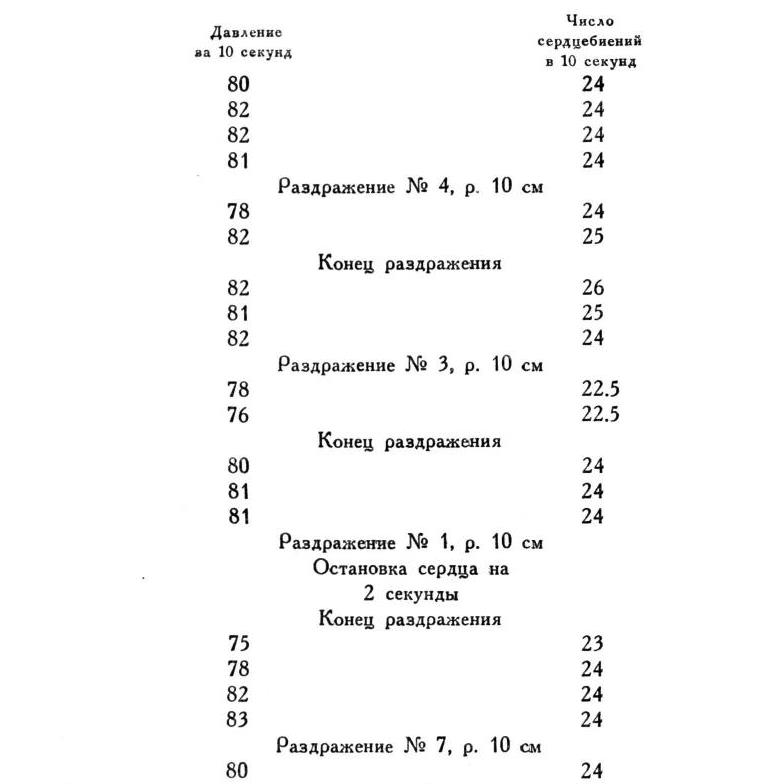 Давление
за 10 секунд
Число
сердцебиений
в 10 секунд
80 24
82 24
82 24
81 24
Раздражение № 4, р. 10 см
78 24
82 25
Конец раздражения
82 26
81 25
82 24
Раздражение № 3, р. 10 см
78 22.5
76 22.5
Конец раздражения
80 24
81 24
81 24
Раздражение № 1, р. 10 см
Остановка сердца на
2 секунды
Конец раздражения
75 23
78 24
82 24
83 24
Раздражение № 7, р. 10 см
80 24